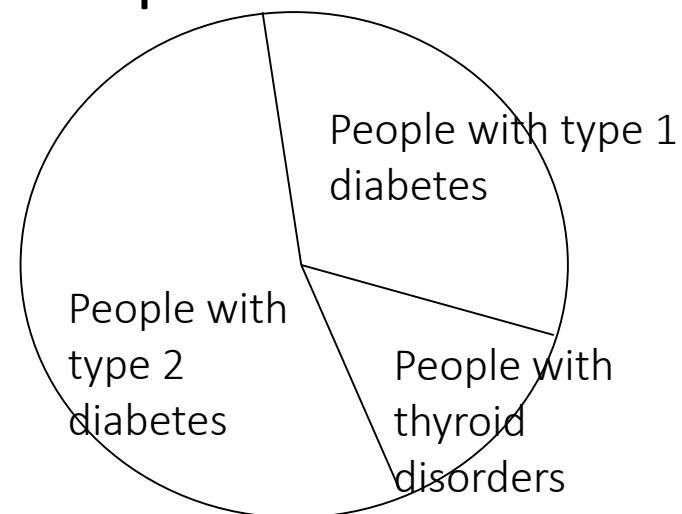 People with type 1
diabetes
People with
type 2
diabetes
People with
thyroid
disorders